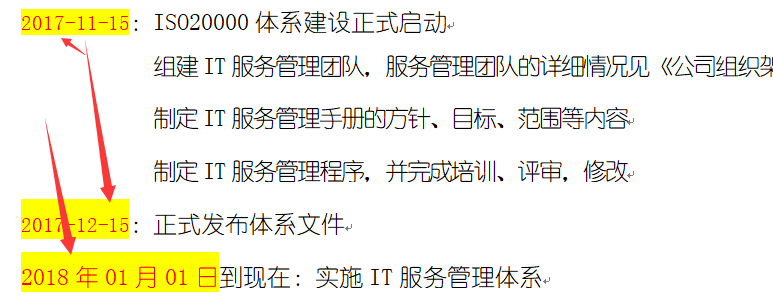 2017-11-15：ISO20000 体系建设正式启动
组建 IT 服务管理团队，服务管理团队的详细情况见《公司组织架
制定 IT 服务管理手册的方针、目标、范围等内容
制定 IT 服务管理程序，并完成培训、评审，修改
2017-12-15：正式发布体系文件
2018 年 01 月 01 日到现在：实施 IT 服务管理体系